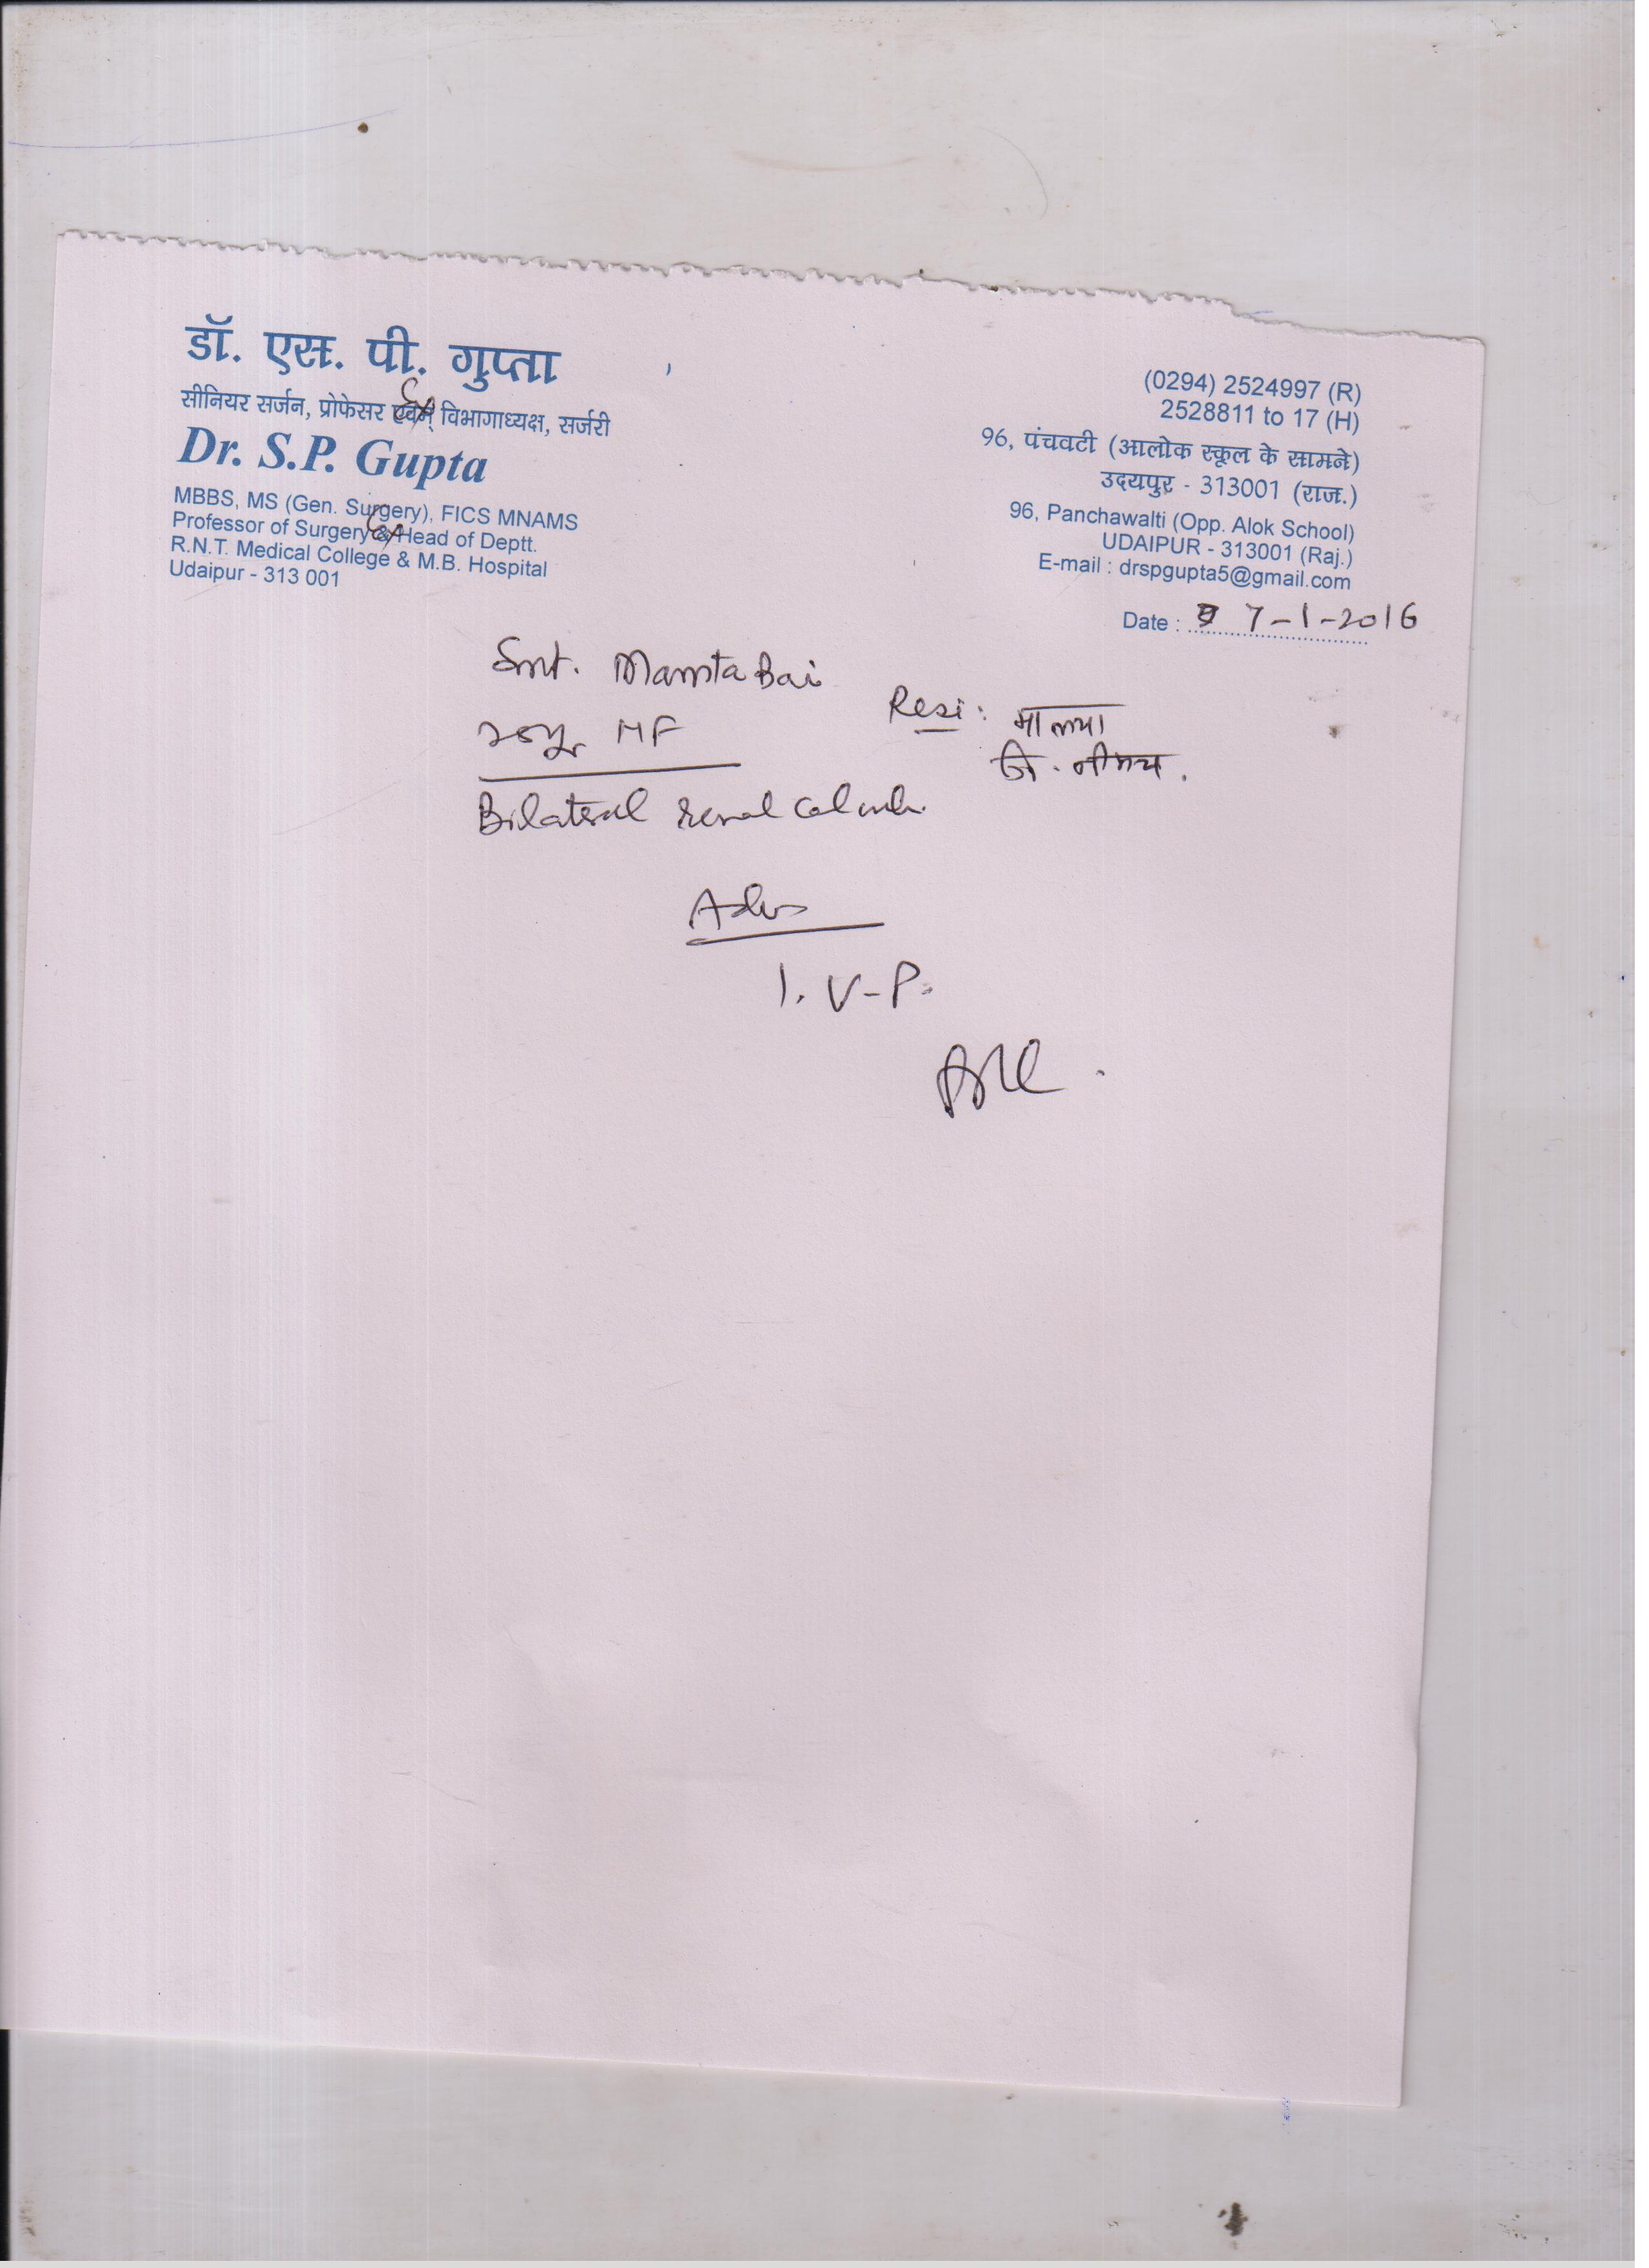 डॉ. एस. पी. गुप्ता
सीनियर सर्जन, प्रोफेसर एवम् विभागाध्यक्ष, सर्जरी
Dr. S.P. Gupta
MBBS, MS (Gen. Surgery), FICS MNAMS
Professor of Surgery & Head of Deptt.
R.N.T. Medical College & M.B. Hospital
Udaipur - 313 001
(0294) 2524997 (R)
2528811 to 17 (H)
96, पंचवटी (आलोक स्कूल के सामने)
उदयपुर - 313001 (राज.)
96, Panchawalti (Opp. Alok School)
UDAIPUR - 313001 (Raj.)
E-mail : drspgupta5@gmail.com
Date : 7-1-2016
Smt. Mamta Bai
HF
Resi:
जि. नीमच.
Bilateral renal
Adv
I.V-P.